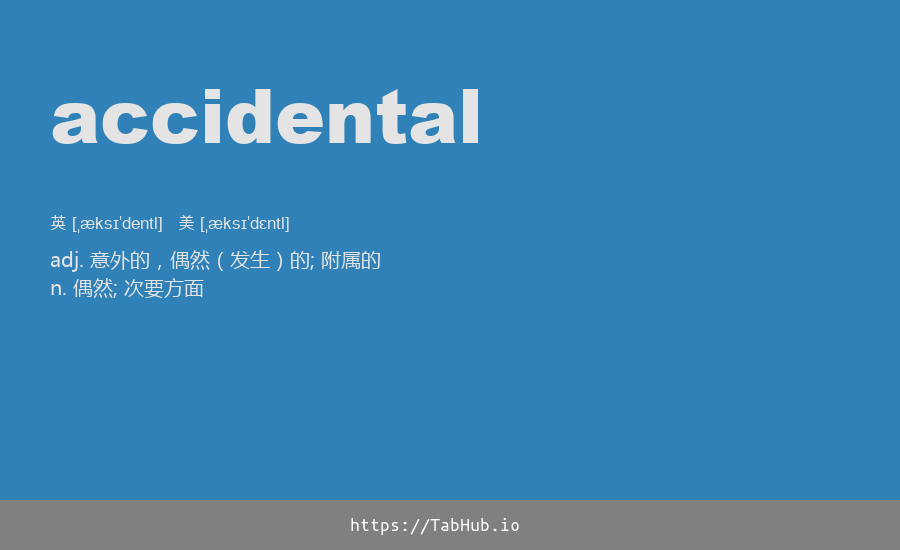 accidental
英 [ˌæksɪˈdentl]   美 [ˌæksɪˈdɛntl]
adj. 意外的，偶然（发生）的; 附属的
n. 偶然; 次要方面
https://TabHub.io